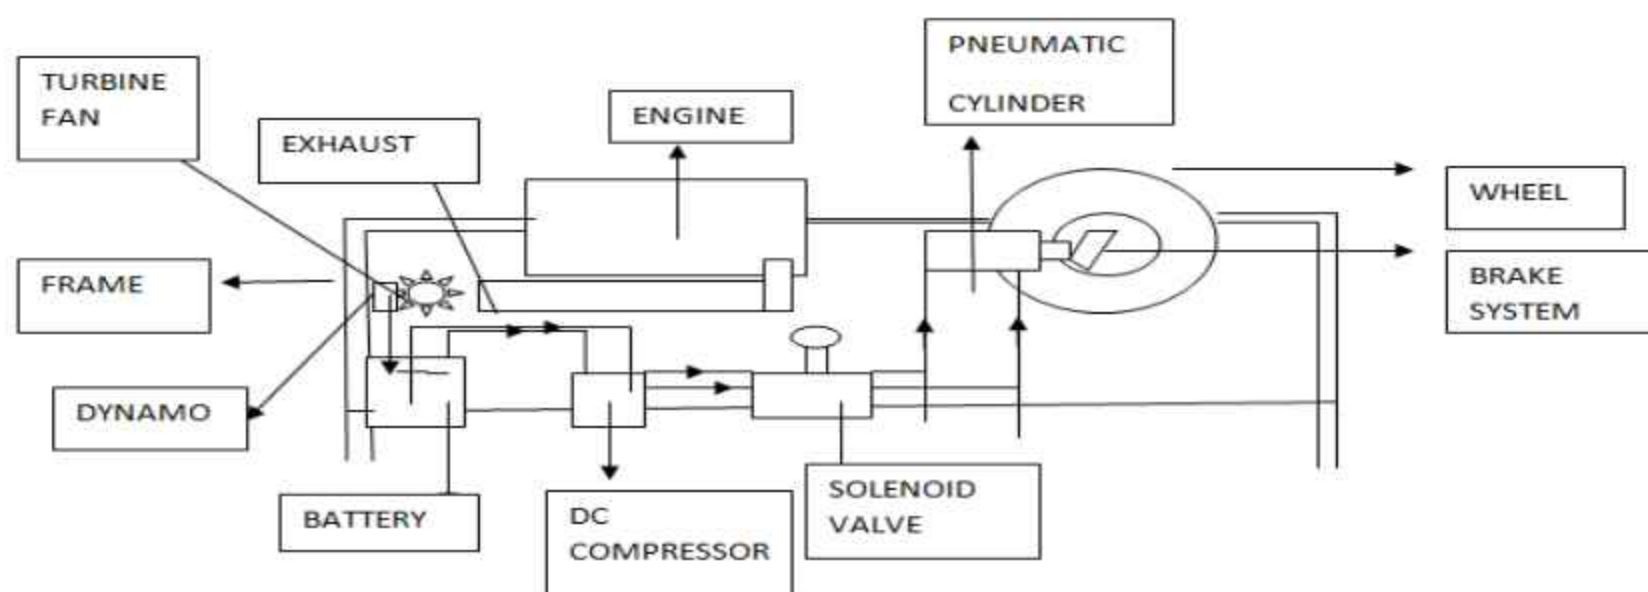 PNEUMATIC
CYLINDER
TURBINE
FAN
ENGINE
EXHAUST
WHEEL
FRAME
BRAKE
SYSTEM
DYNAMO
SOLENOID
VALVE
BATTERY
DC
COMPRESSOR